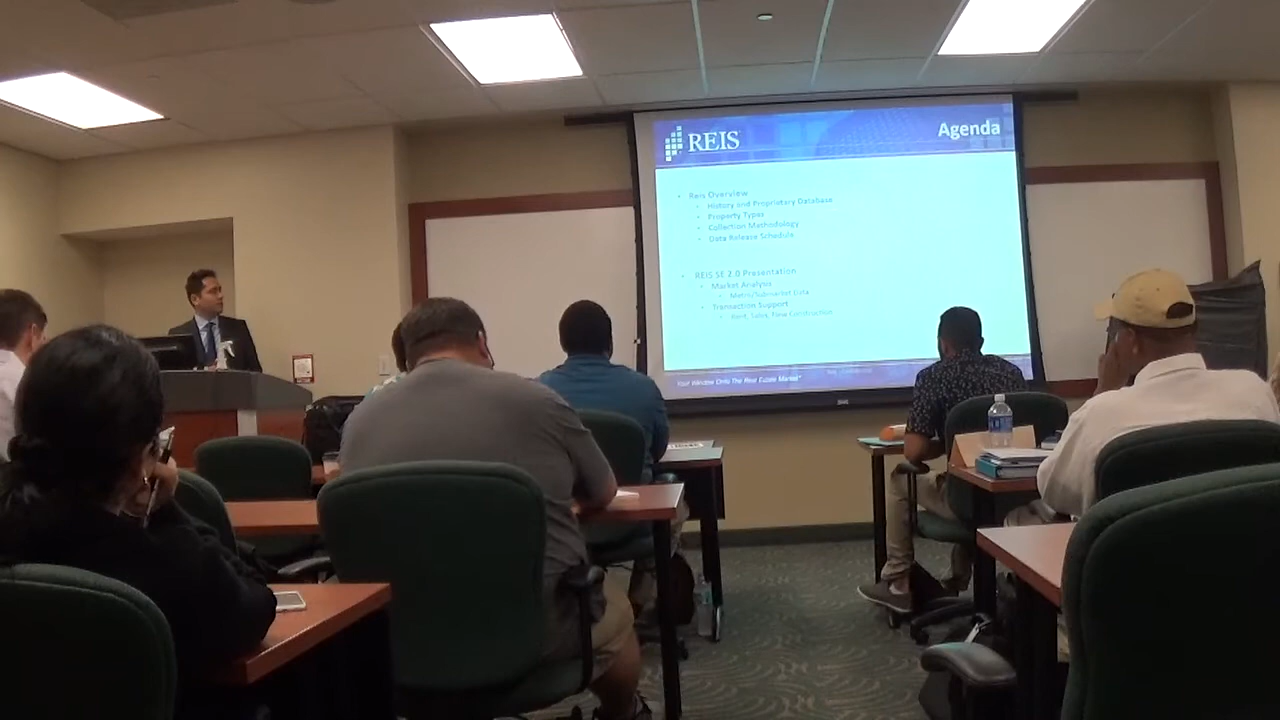 REIS
Agenda
Reis Overview
History and Proprietary Database
Property Types
Collection Methodology
Data Release Schedule
REIS SE 2.0 Presentation
Market Analysis
Metro/Submarket Data
Transaction Support
Rent, Sales, New Construction
Your Window Onto The Real Estate Market